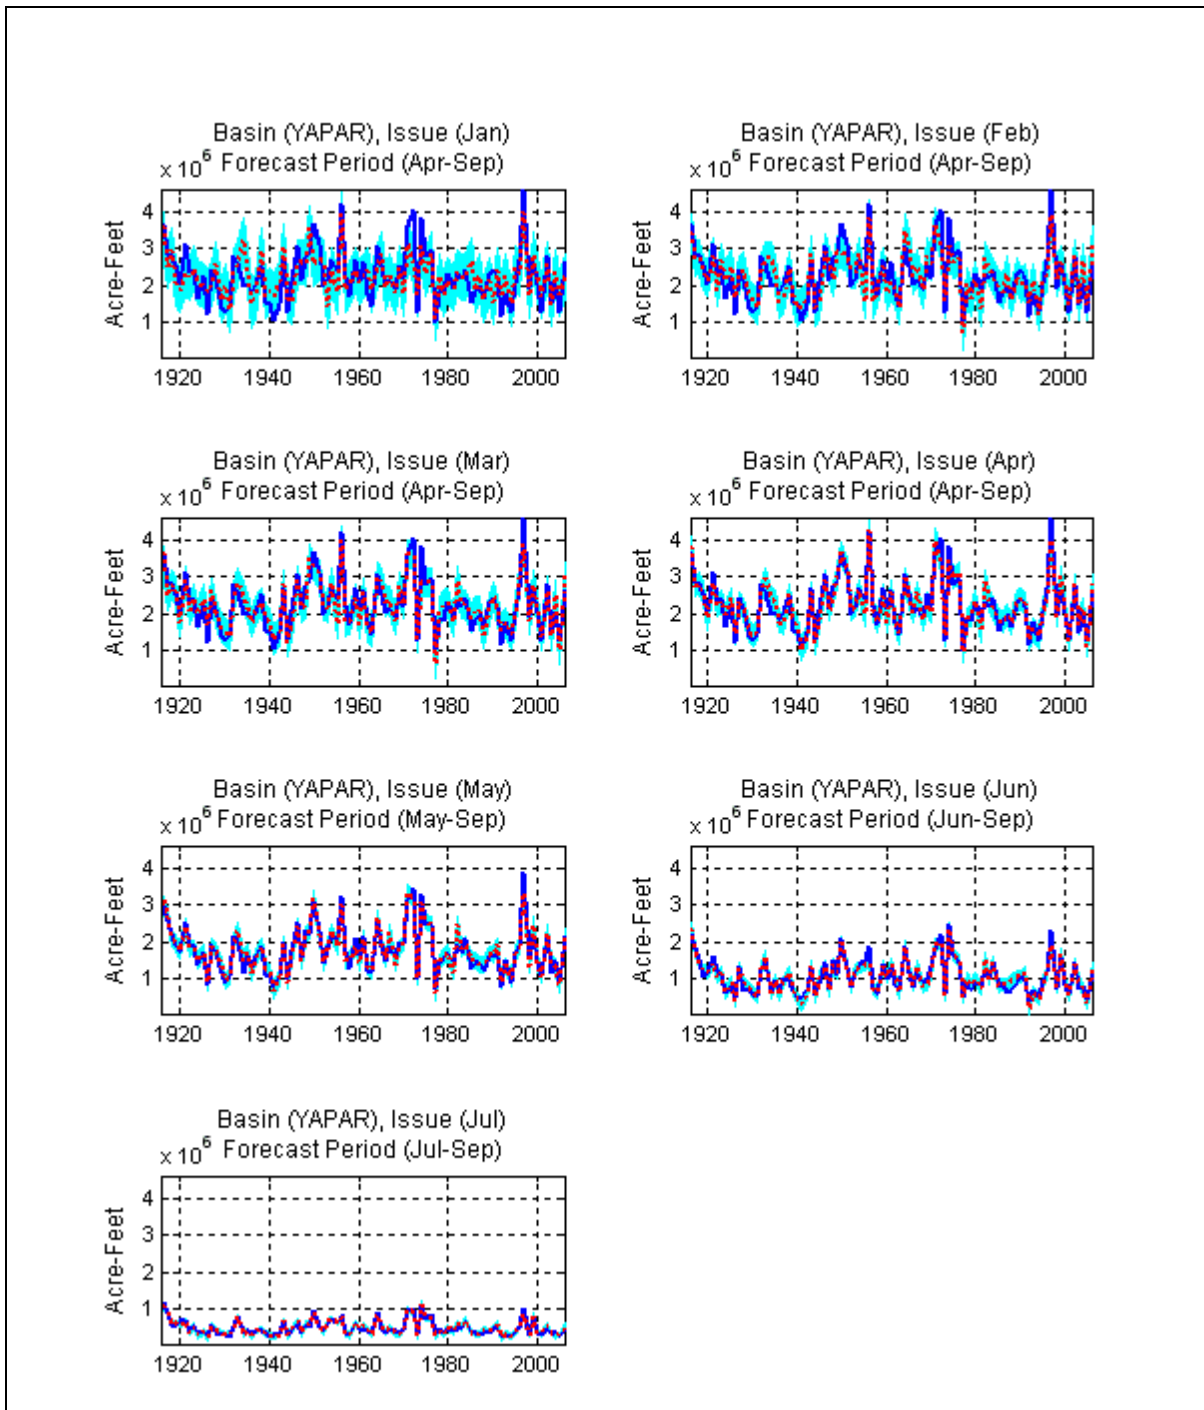 Basin (YAPAR), Issue (Jan)
x 10^6 Forecast Period (Apr-Sep)
4
3
2
1
Acre-Feet
1920 1940 1960 1980 2000
Basin (YAPAR), Issue (Feb)
x 10^6 Forecast Period (Apr-Sep)
4
3
2
1
Acre-Feet
1920 1940 1960 1980 2000
Basin (YAPAR), Issue (Mar)
x 10^6 Forecast Period (Apr-Sep)
4
3
2
1
Acre-Feet
1920 1940 1960 1980 2000
Basin (YAPAR), Issue (Apr)
x 10^6 Forecast Period (Apr-Sep)
4
3
2
1
Acre-Feet
1920 1940 1960 1980 2000
Basin (YAPAR), Issue (May)
x 10^6 Forecast Period (May-Sep)
4
3
2
1
Acre-Feet
1920 1940 1960 1980 2000
Basin (YAPAR), Issue (Jun)
x 10^6 Forecast Period (Jun-Sep)
4
3
2
1
Acre-Feet
1920 1940 1960 1980 2000
Basin (YAPAR), Issue (Jul)
x 10^6 Forecast Period (Jul-Sep)
4
3
2
1
Acre-Feet
1920 1940 1960 1980 2000